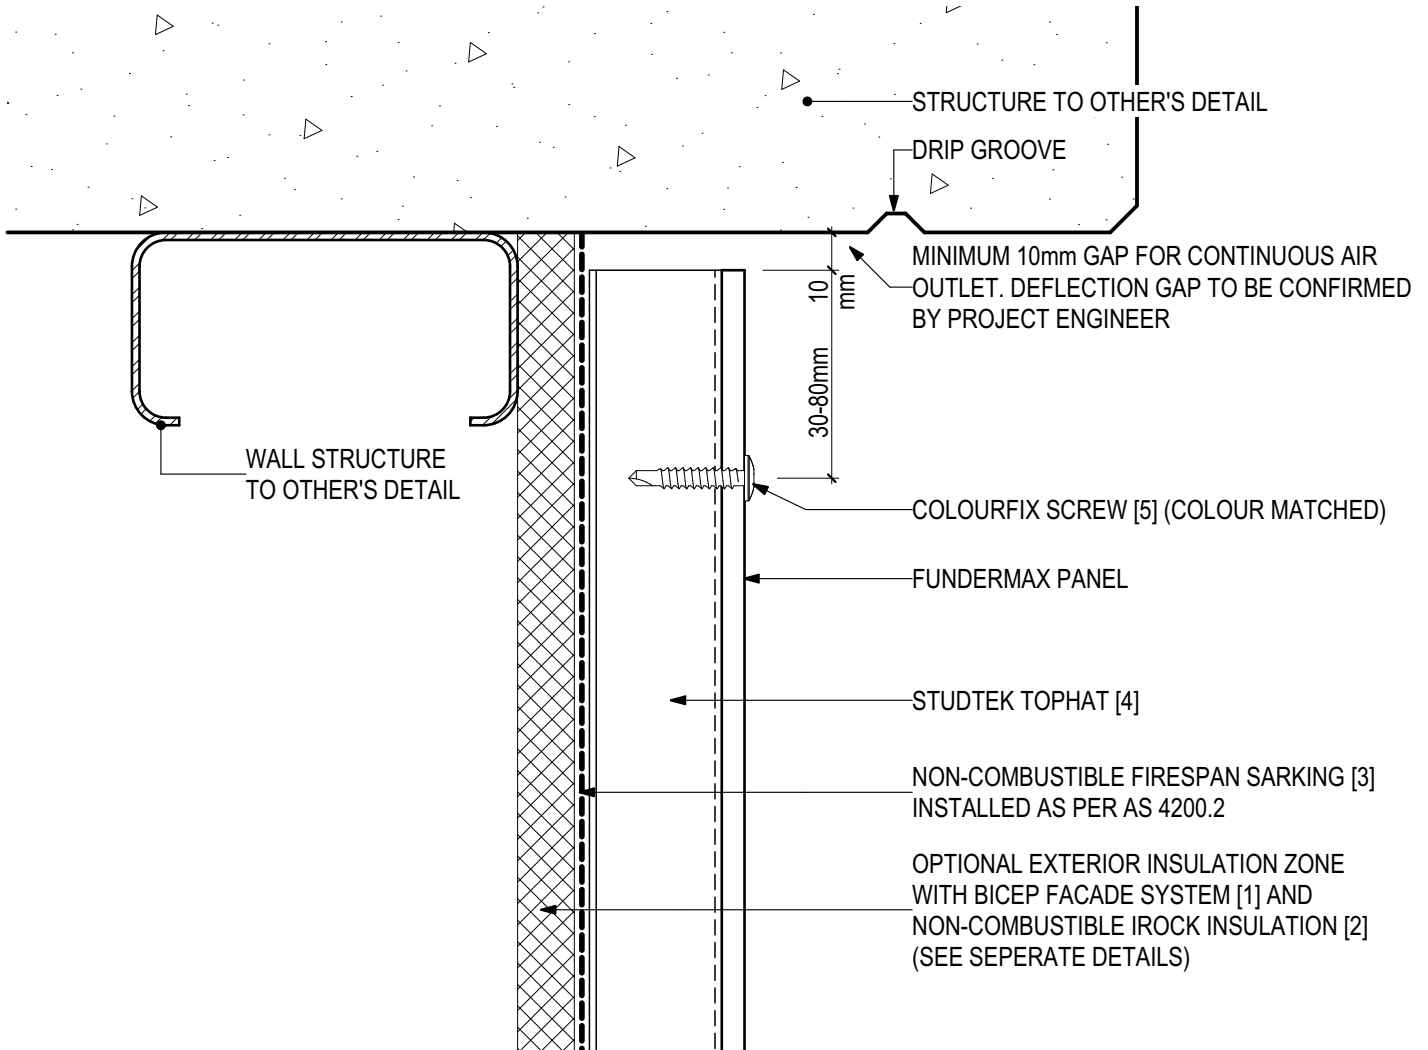 STRUCTURE TO OTHER'S DETAIL
DRIP GROOVE
MINIMUM 10mm GAP FOR CONTINUOUS AIR
OUTLET. DEFLECTION GAP TO BE CONFIRMED
BY PROJECT ENGINEER
10
mm
30-80mm
WALL STRUCTURE
TO OTHER'S DETAIL
COLOURFIX SCREW [5] (COLOUR MATCHED)
FUNDERMAX PANEL
STUDTEK TOPHAT [4]
NON-COMBUSTIBLE FIRESPAN SARKING [3]
INSTALLED AS PER AS 4200.2
OPTIONAL EXTERIOR INSULATION ZONE
WITH BICEP FACADE SYSTEM [1] AND
NON-COMBUSTIBLE IROCK INSULATION [2]
(SEE SEPERATE DETAILS)